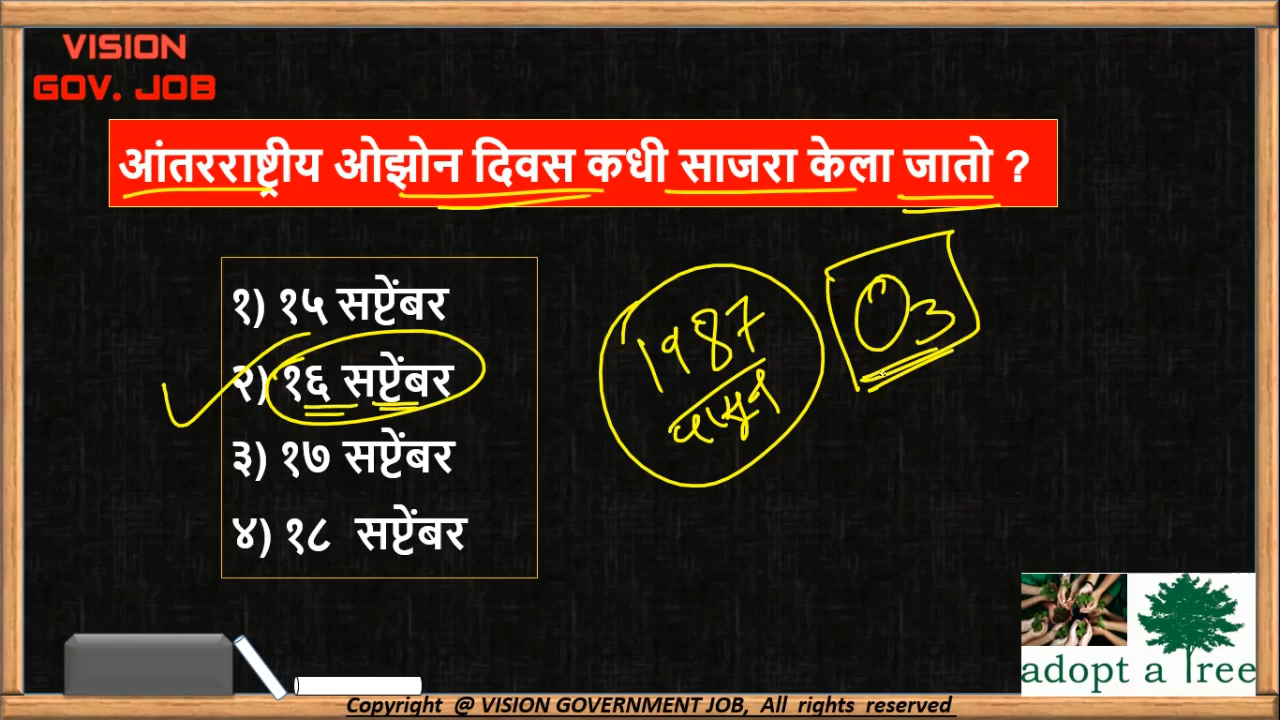 VISION
GOV. JOB
आंतरराष्ट्रीय ओझोन दिवस कधी साजरा केला जातो ?
१) १५ सप्टेंबर
२) १६ सप्टेंबर
३) १७ सप्टेंबर
४) १८ सप्टेंबर
1987
पासून
O3
adopt a Tree
Copyright @ VISION GOVERNMENT JOB, All rights reserved